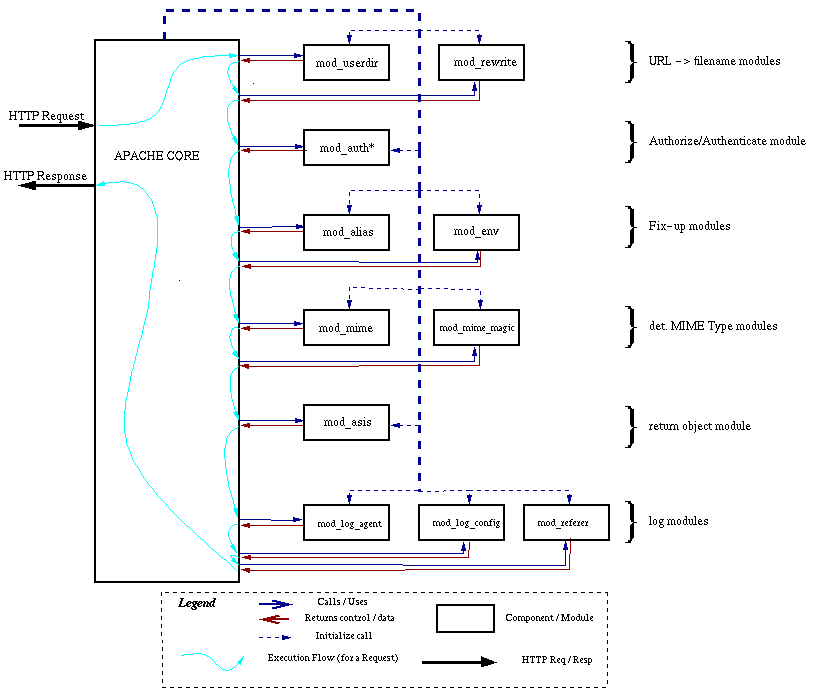 mod_userdir
mod_rewrite
URL -> filename modules
HTTP Request
mod_auth*
Authorize/Authenticate module
APACHE CORE
HTTP Response
mod_alias
mod_env
Fix-up modules
mod_mime
mod_mime_magic
det. MIME Type modules
mod_asis
return object module
mod_log_agent
mod_log_config
mod_referer
log modules
Legend
Calls / Uses
Returns control / data
Initialize call
Component / Module
Execution Flow (for a Request)
HTTP Req / Resp